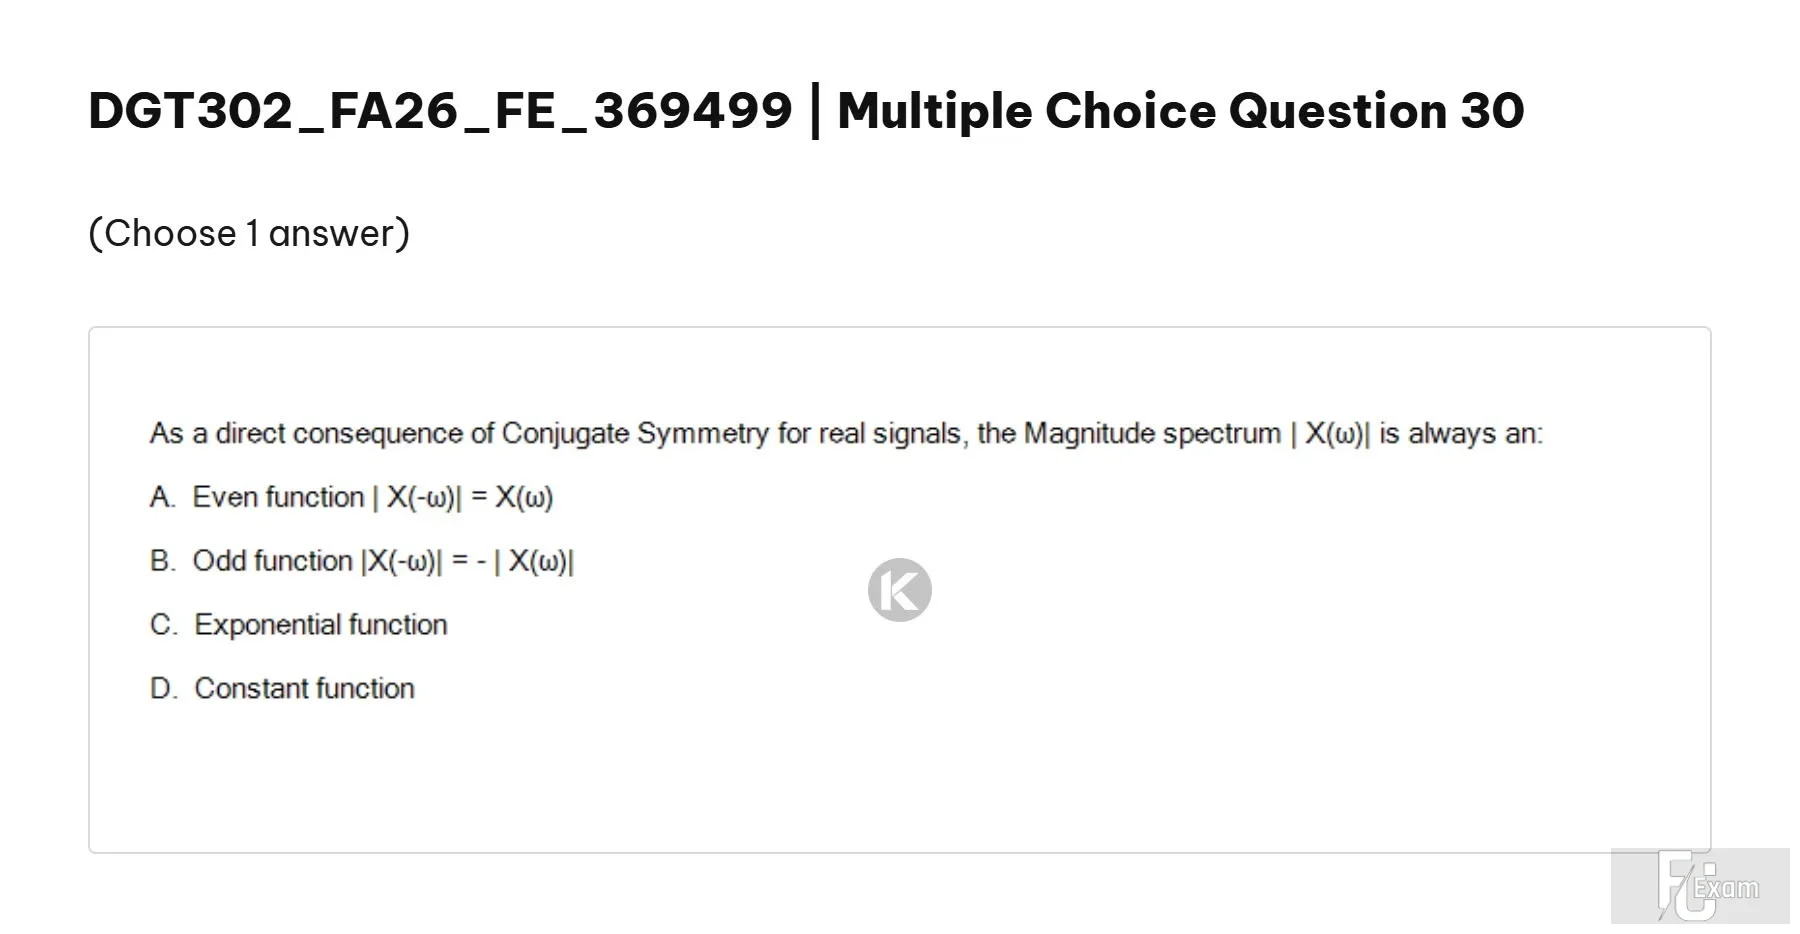 DGT302_FA26_FE_369499 | Multiple Choice Question 30
(Choose 1 answer)
As a direct consequence of Conjugate Symmetry for real signals, the Magnitude spectrum | X(ω)| is always an:
A. Even function | X(-ω)| = X(ω)
B. Odd function |X(-ω)| = - | X(ω)|
C. Exponential function
D. Constant function
K
FU Exam